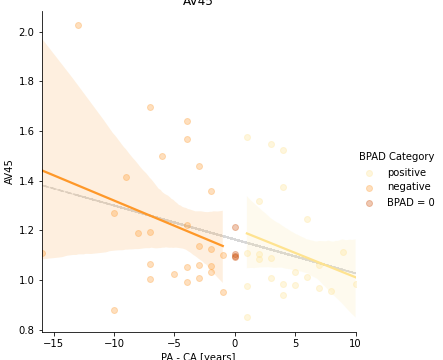 AV45
2.0
1.8
1.6
1.4
1.2
1.0
0.8
AV45
−15
−10
−5
0
5
10
PA - CA [years]
BPAD Category
positive
negative
BPAD = 0